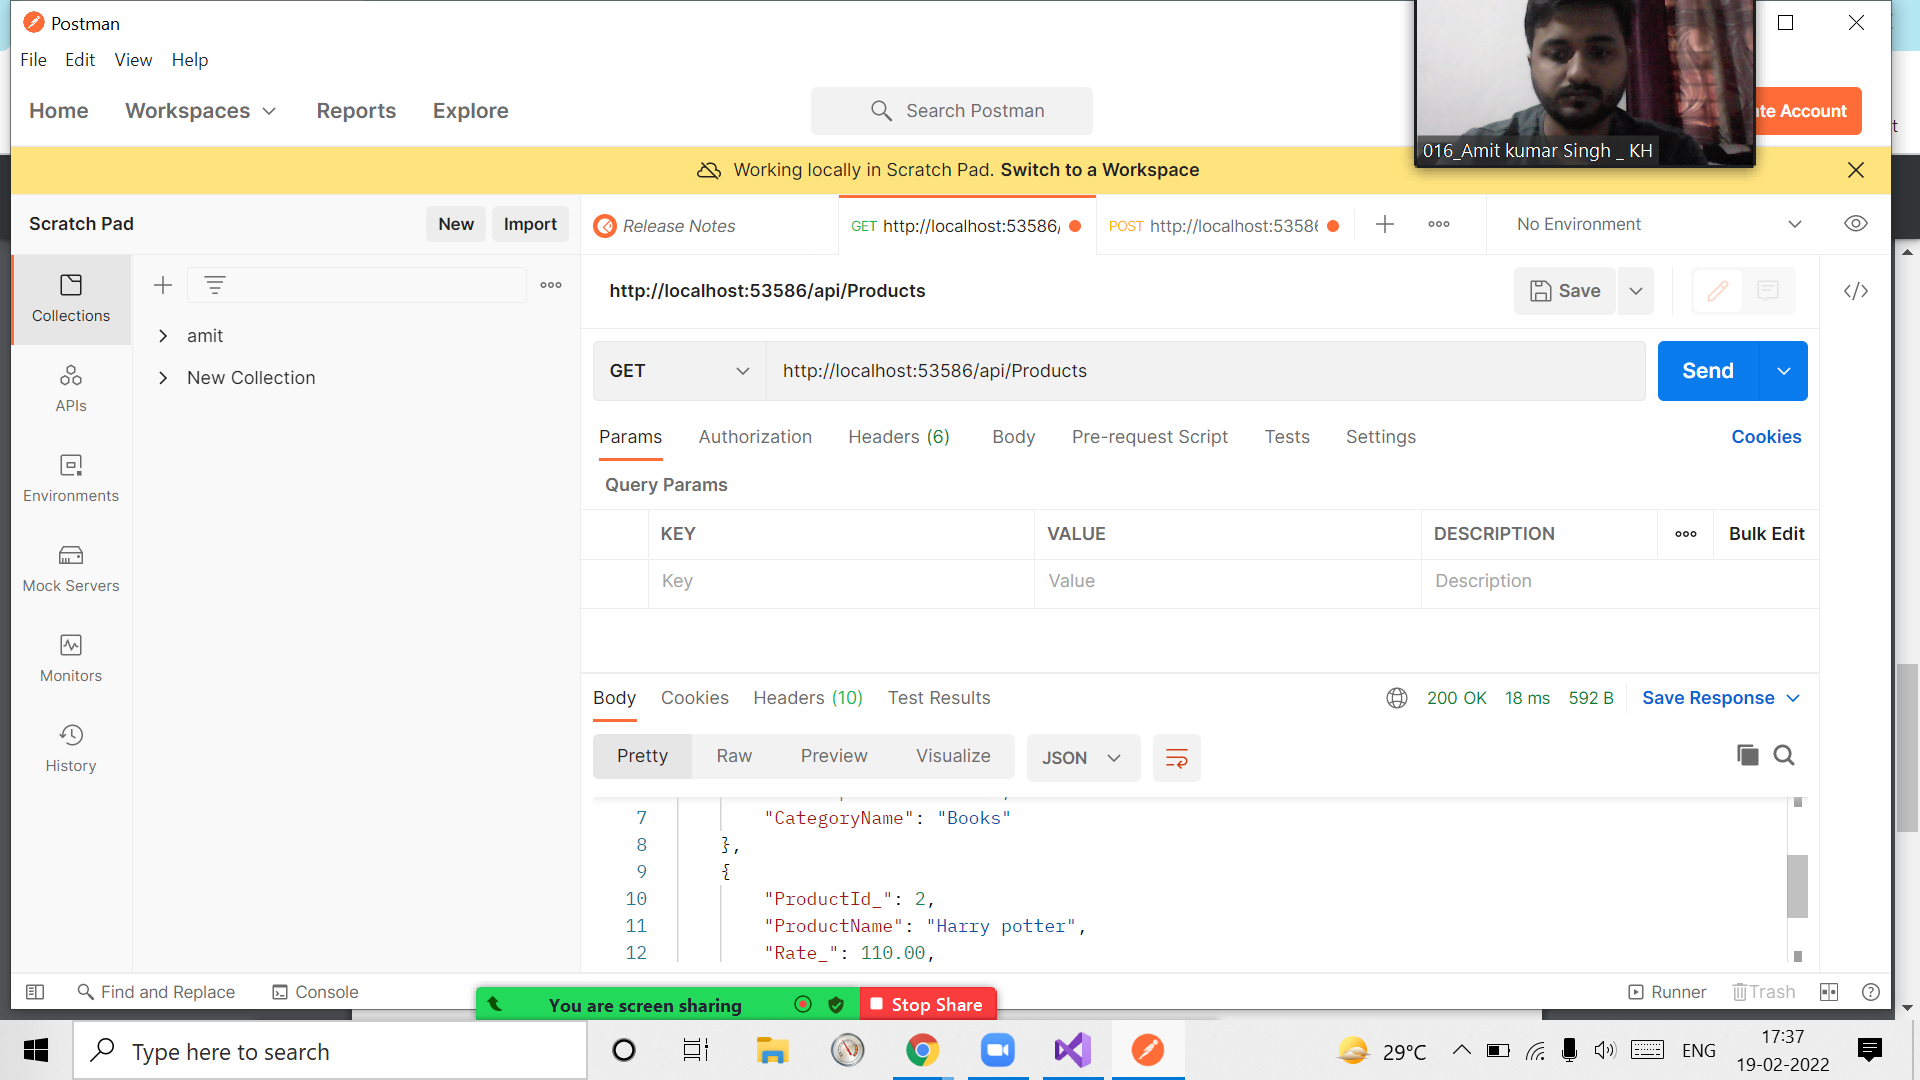 Postman
File Edit View Help
Home Workspaces Reports Explore Search Postman
ate Account
016_Amit kumar Singh _ KH
Working locally in Scratch Pad. Switch to a Workspace
Scratch Pad New Import
Release Notes GET http://localhost:53586/ POST http://localhost:5358 No Environment
Collections
APIs
Environments
Mock Servers
Monitors
History
amit
New Collection
http://localhost:53586/api/Products Save
GET http://localhost:53586/api/Products Send
Params Authorization Headers (6) Body Pre-request Script Tests Settings Cookies
Query Params
KEY VALUE DESCRIPTION Bulk Edit
Key Value Description
Body Cookies Headers (10) Test Results 200 OK 18 ms 592 B Save Response
Pretty Raw Preview Visualize JSON
7 "CategoryName": "Books"
8 },
9 {
10 "ProductId_": 2,
11 "ProductName": "Harry potter",
12 "Rate_": 110.00,
Find and Replace Console Runner Trash
You are screen sharing Stop Share
Type here to search 29°C ENG 17:37
19-02-2022